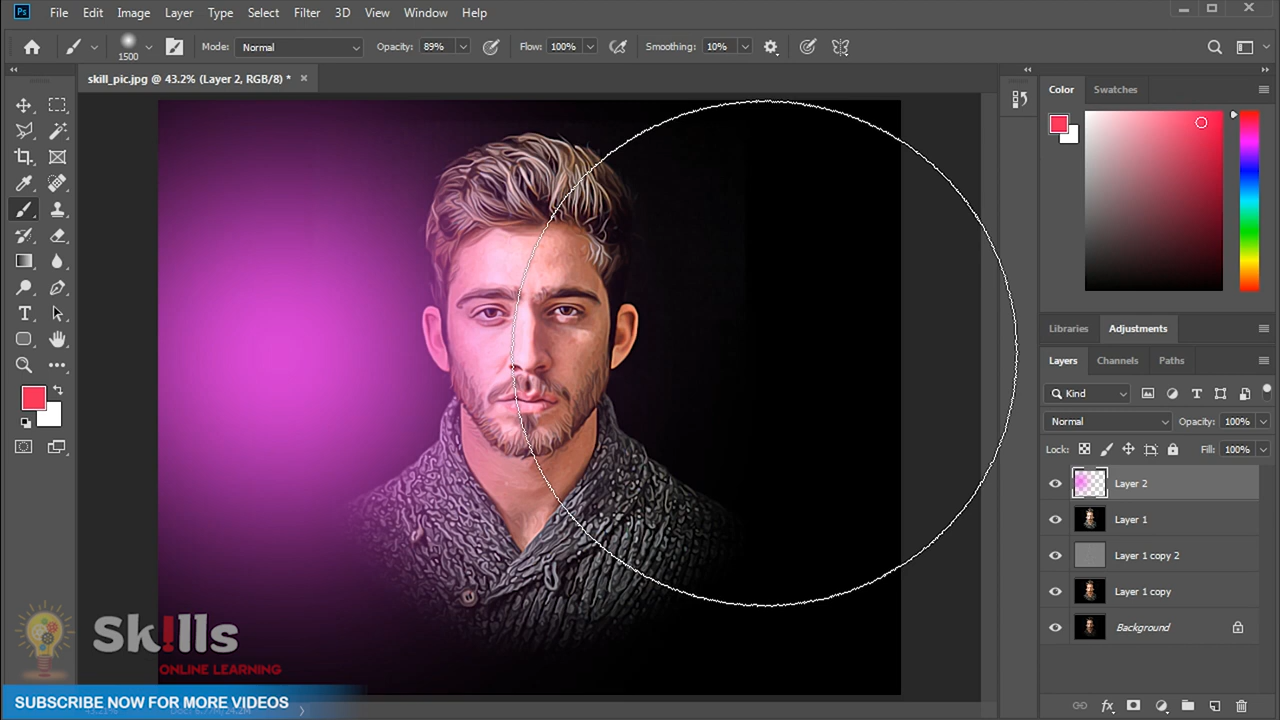 Ps File Edit Image Layer Type Select Filter 3D View Window Help
1500 Mode: Normal Opacity: 89% Flow: 100% Smoothing: 10%
skill_pic.jpg @ 43.2% (Layer 2, RGB/8) *
Color Swatches
Libraries Adjustments
Layers Channels Paths
Kind
Normal Opacity: 100%
Lock: Fill: 100%
Layer 2
Layer 1
Layer 1 copy 2
Layer 1 copy
Background
fx
Sk!lls
ONLINE LEARNING
SUBSCRIBE NOW FOR MORE VIDEOS